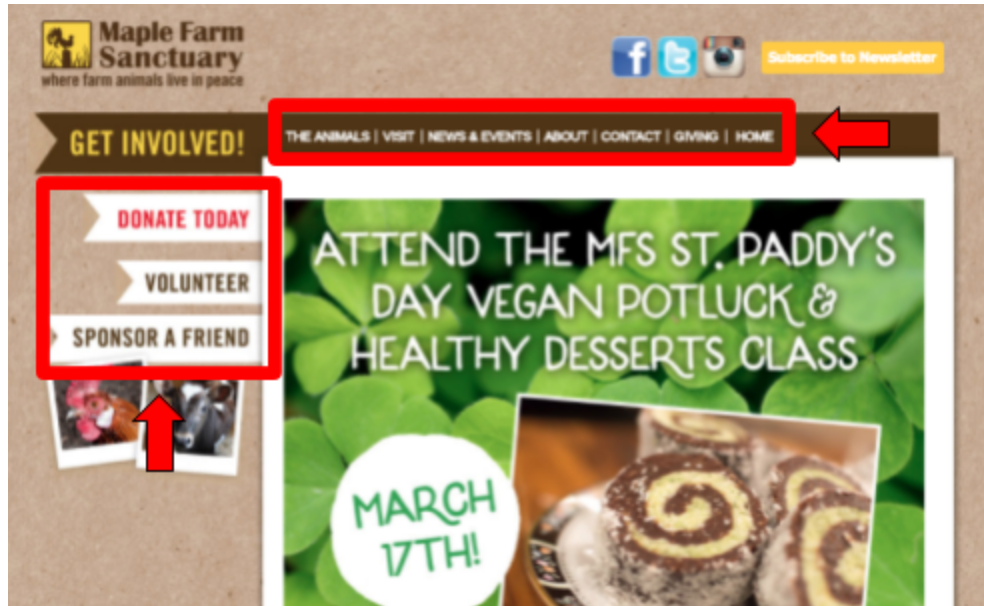 Maple Farm
Sanctuary
where farm animals live in peace
f
t
Subscribe to Newsletter
GET INVOLVED!
THE ANIMALS | VISIT | NEWS & EVENTS | ABOUT | CONTACT | GIVING | HOME
DONATE TODAY
VOLUNTEER
SPONSOR A FRIEND
ATTEND THE MFS ST. PADDY'S
DAY VEGAN POTLUCK &
HEALTHY DESSERTS CLASS
MARCH
17TH!